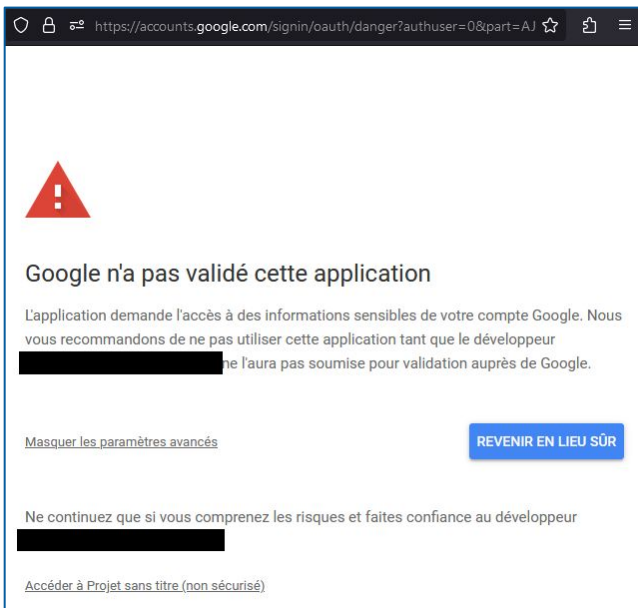 https://accounts.google.com/signin/oauth/danger?authuser=0&part=AJ
Google n'a pas validé cette application
L'application demande l'accès à des informations sensibles de votre compte Google. Nous
vous recommandons de ne pas utiliser cette application tant que le développeur
ne l'aura pas soumise pour validation auprès de Google.
Masquer les paramètres avancés
REVENIR EN LIEU SÛR
Ne continuez que si vous comprenez les risques et faites confiance au développeur
Accéder à Projet sans titre (non sécurisé)